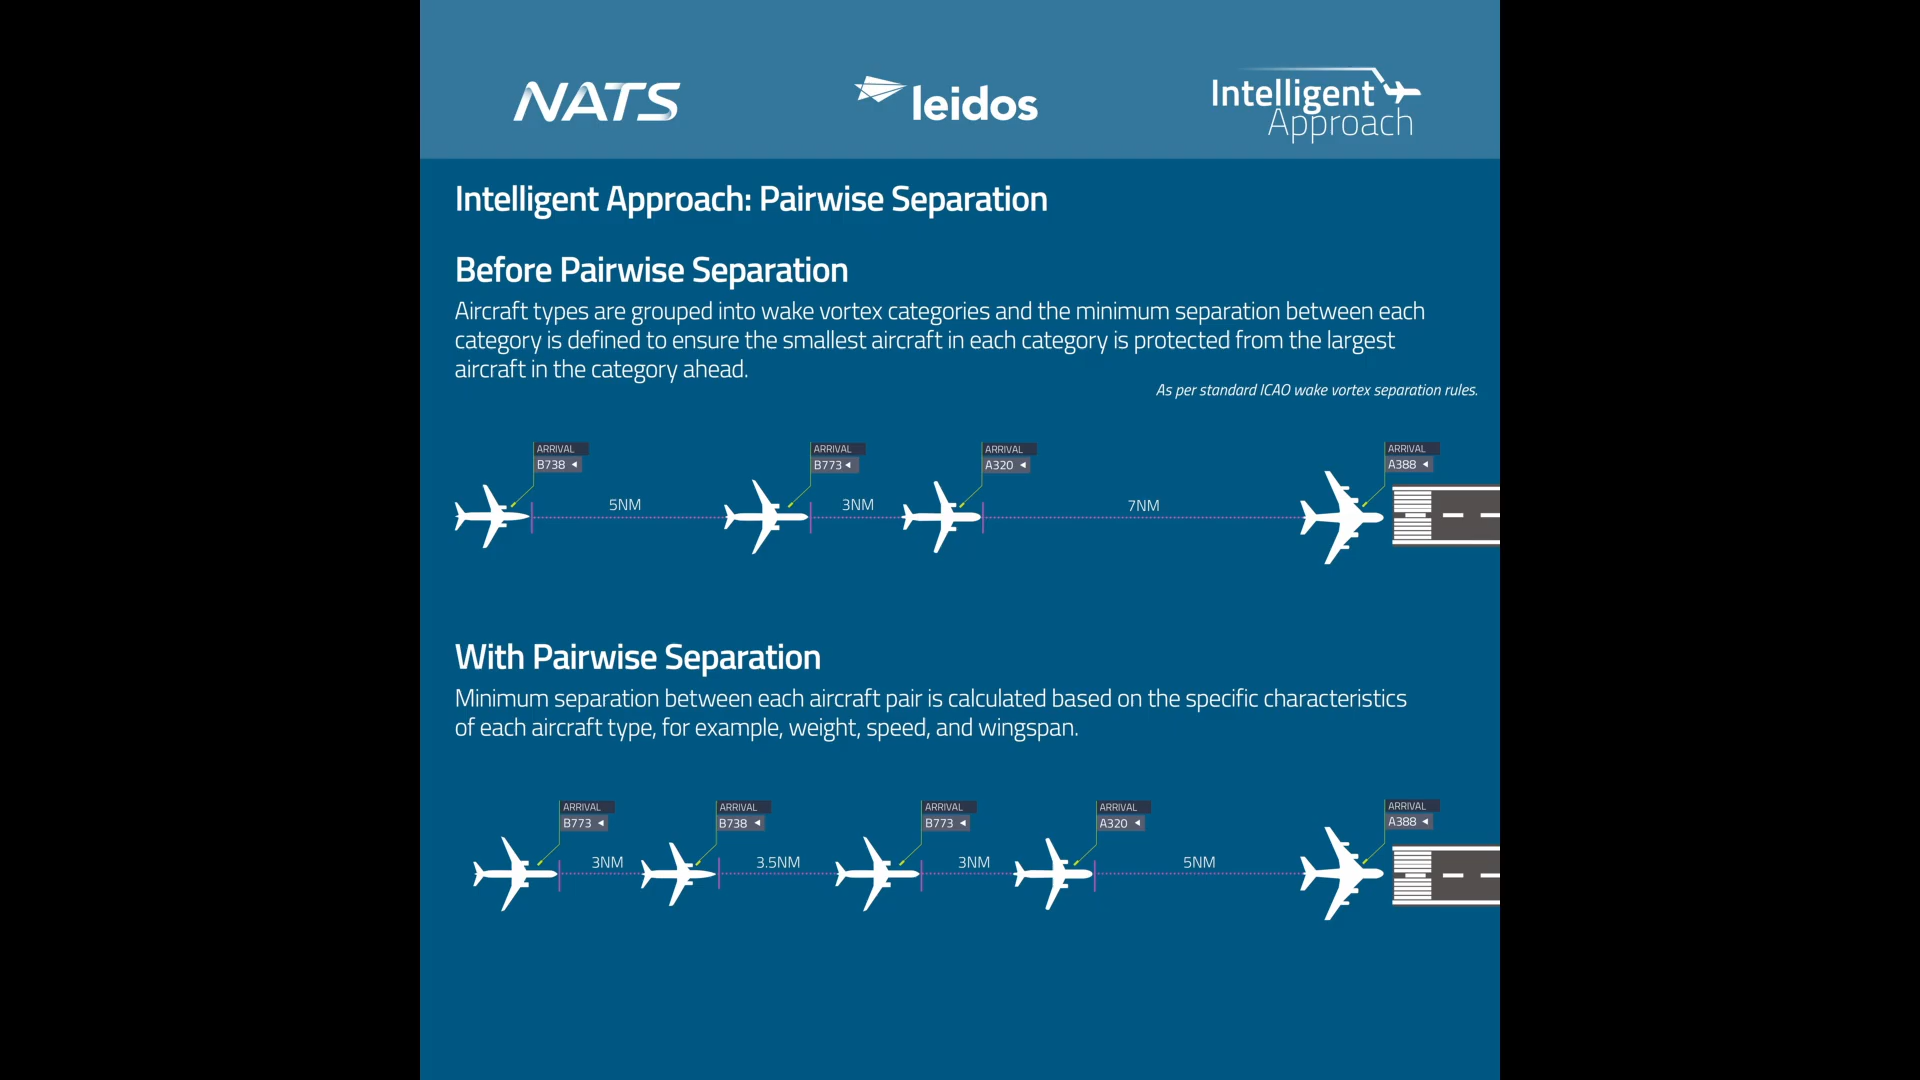 NATS
leidos
Intelligent
Approach
Intelligent Approach: Pairwise Separation
Before Pairwise Separation
Aircraft types are grouped into wake vortex categories and the minimum separation between each
category is defined to ensure the smallest aircraft in each category is protected from the largest
aircraft in the category ahead.
As per standard ICAO wake vortex separation rules.
ARRIVAL
B738
ARRIVAL
B773
ARRIVAL
A320
ARRIVAL
A388
5NM
3NM
7NM
With Pairwise Separation
Minimum separation between each aircraft pair is calculated based on the specific characteristics
of each aircraft type, for example, weight, speed, and wingspan.
ARRIVAL
B773
ARRIVAL
B738
ARRIVAL
B773
ARRIVAL
A320
ARRIVAL
A388
3NM
3.5NM
3NM
5NM